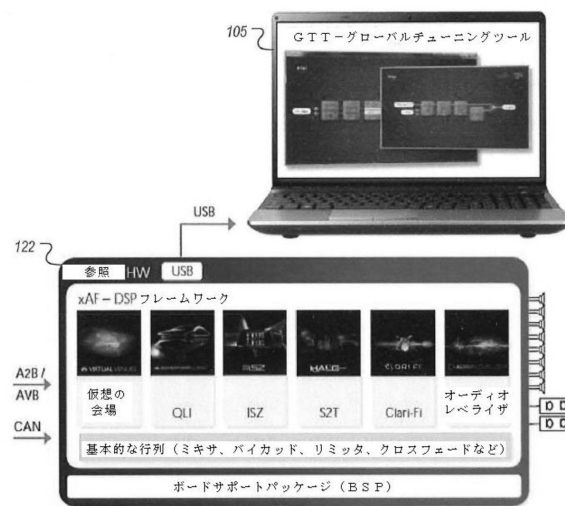 105
GTT-グローバルチューニングツール
USB
122
参照 HW USB
xAF-DSPフレームワーク
VIRTUAL VENUES
HALO
CLARI-FI
仮想の
会場
QLI
ISZ
S2T
Clari-Fi
オーディオ
レベライザ
A2B/
AVB
CAN
基本的な行列(ミキサ、バイカッド、リミッタ、クロスフェードなど)
ボードサポートパッケージ(BSP)